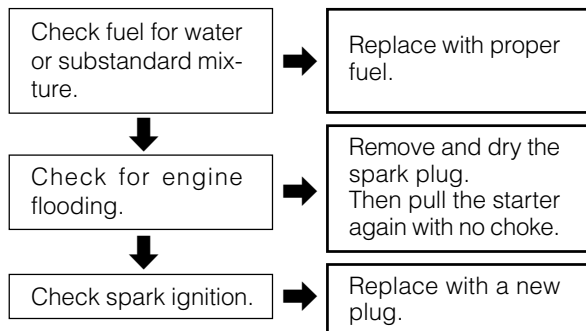 Check fuel for water
or substandard mix-
ture.
Replace with proper
fuel.
Check for engine
flooding.
Remove and dry the
spark plug.
Then pull the starter
again with no choke.
Check spark ignition.
Replace with a new
plug.